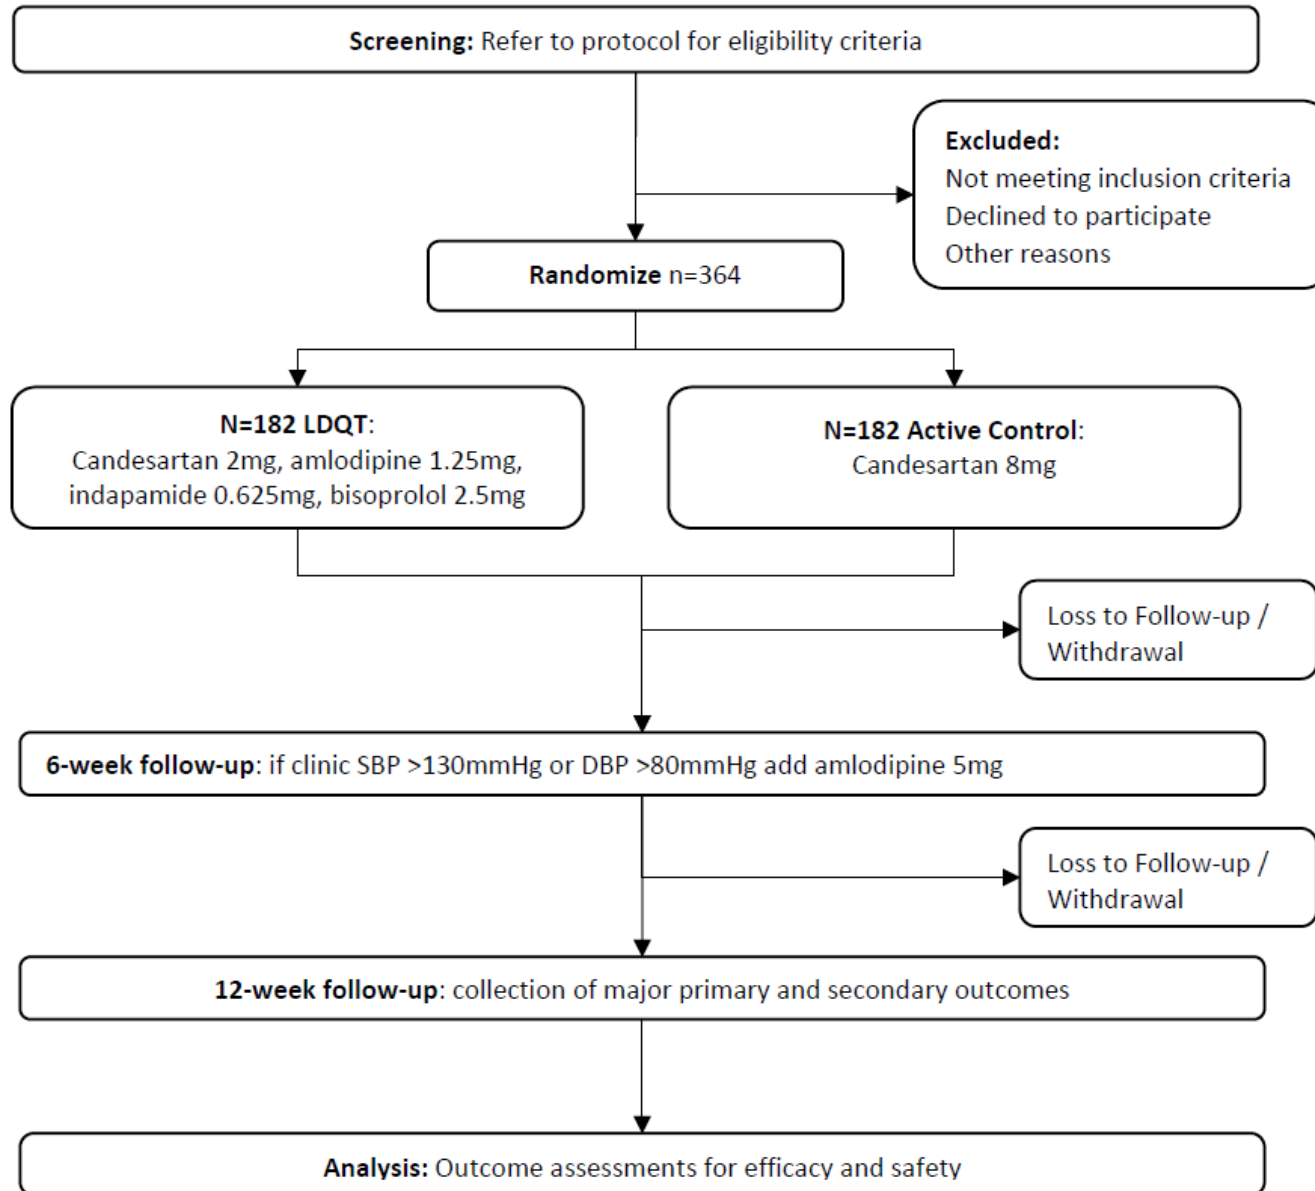 Screening: Refer to protocol for eligibility criteria
Excluded:
Not meeting inclusion criteria
Declined to participate
Other reasons
Randomize n=364
N=182 LDQT:
Candesartan 2mg, amlodipine 1.25mg,
indapamide 0.625mg, bisoprolol 2.5mg
N=182 Active Control:
Candesartan 8mg
Loss to Follow-up /
Withdrawal
6-week follow-up: if clinic SBP >130mmHg or DBP >80mmHg add amlodipine 5mg
Loss to Follow-up /
Withdrawal
12-week follow-up: collection of major primary and secondary outcomes
Analysis: Outcome assessments for efficacy and safety